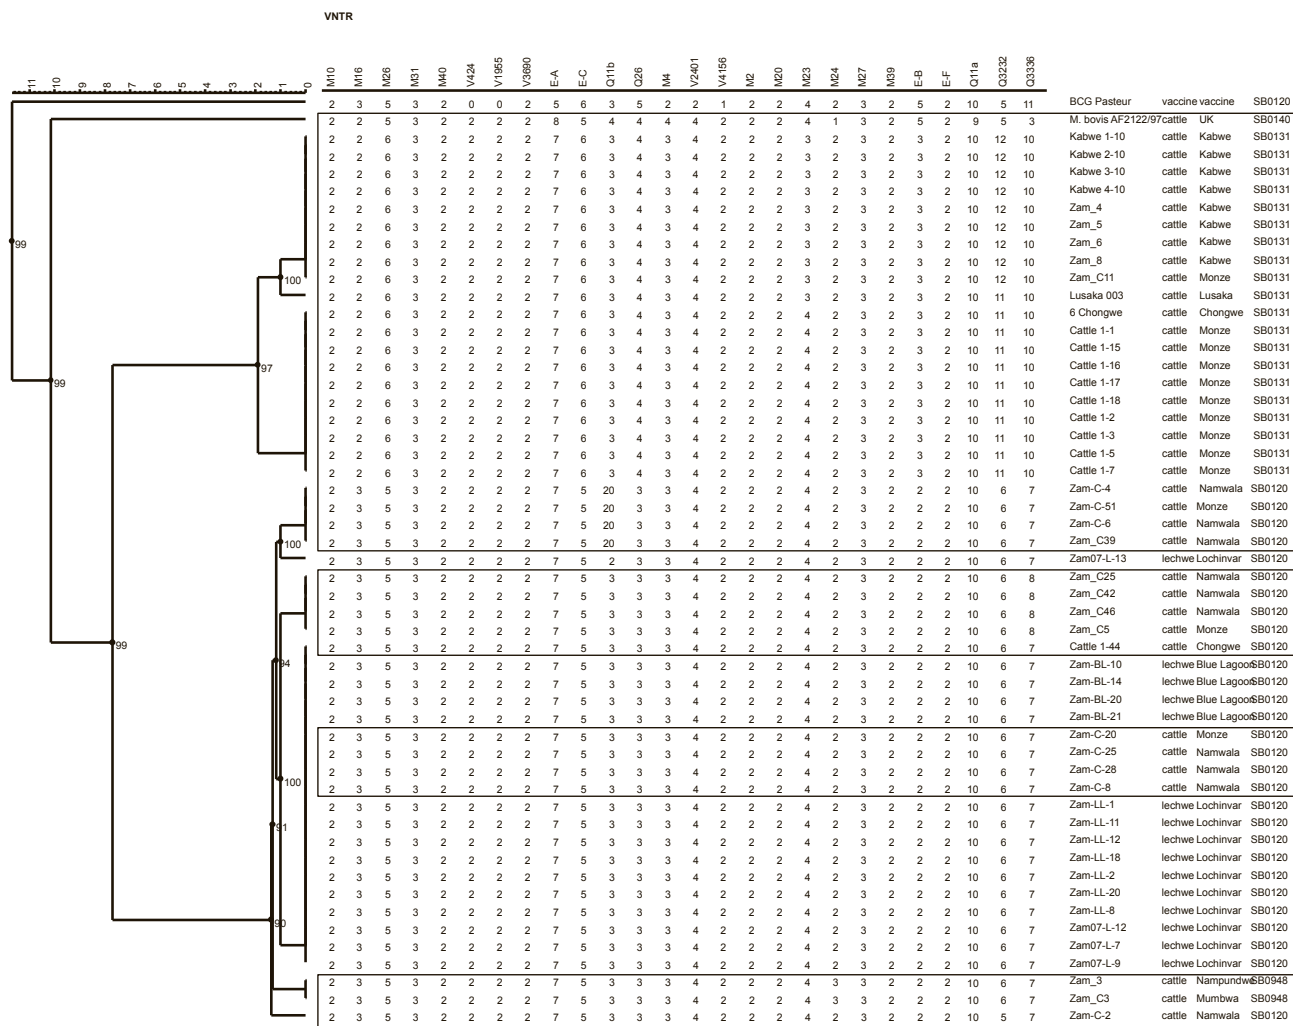 VNTR
11 10 9 8 7 6 5 4 3 2 1 0
M10 M16 M26 M31 M40 V424 V1955 V3690 E-A E-C Q11b Q26 M4 V2401 V4156 M2 M20 M23 M24 M27 M39 E-B E-F Q11a Q3232 Q3336
2 3 5 3 2 0 0 2 5 6 3 5 2 2 1 2 2 4 2 3 2 5 2 10 5 11 BCG Pasteur vaccine vaccine SB0120
2 2 5 3 2 2 2 2 8 5 4 4 4 4 2 2 2 4 1 3 2 5 2 9 5 3 M. bovis AF2122/97 cattle UK SB0140
2 2 6 3 2 2 2 2 7 6 3 4 3 4 2 2 2 3 2 3 2 3 2 10 12 10 Kabwe 1-10 cattle Kabwe SB0131
2 2 6 3 2 2 2 2 7 6 3 4 3 4 2 2 2 3 2 3 2 3 2 10 12 10 Kabwe 2-10 cattle Kabwe SB0131
2 2 6 3 2 2 2 2 7 6 3 4 3 4 2 2 2 3 2 3 2 3 2 10 12 10 Kabwe 3-10 cattle Kabwe SB0131
2 2 6 3 2 2 2 2 7 6 3 4 3 4 2 2 2 3 2 3 2 3 2 10 12 10 Kabwe 4-10 cattle Kabwe SB0131
2 2 6 3 2 2 2 2 7 6 3 4 3 4 2 2 2 3 2 3 2 3 2 10 12 10 Zam_4 cattle Kabwe SB0131
2 2 6 3 2 2 2 2 7 6 3 4 3 4 2 2 2 3 2 3 2 3 2 10 12 10 Zam_5 cattle Kabwe SB0131
99 2 2 6 3 2 2 2 2 7 6 3 4 3 4 2 2 2 3 2 3 2 3 2 10 12 10 Zam_6 cattle Kabwe SB0131
2 2 6 3 2 2 2 2 7 6 3 4 3 4 2 2 2 3 2 3 2 3 2 10 12 10 Zam_8 cattle Kabwe SB0131
100 2 2 6 3 2 2 2 2 7 6 3 4 3 4 2 2 2 3 2 3 2 3 2 10 12 10 Zam_C11 cattle Monze SB0131
2 2 6 3 2 2 2 2 7 6 3 4 3 4 2 2 2 3 2 3 2 3 2 10 11 10 Lusaka 003 cattle Lusaka SB0131
2 2 6 3 2 2 2 2 7 6 3 4 3 4 2 2 2 3 2 3 2 3 2 10 11 10 6 Chongwe cattle Chongwe SB0131
2 2 6 3 2 2 2 2 7 6 3 4 3 4 2 2 2 3 2 3 2 3 2 10 11 10 Cattle 1-1 cattle Monze SB0131
2 2 6 3 2 2 2 2 7 6 3 4 3 4 2 2 2 3 2 3 2 3 2 10 11 10 Cattle 1-15 cattle Monze SB0131
97 2 2 6 3 2 2 2 2 7 6 3 4 3 4 2 2 2 3 2 3 2 3 2 10 11 10 Cattle 1-16 cattle Monze SB0131
99 2 2 6 3 2 2 2 2 7 6 3 4 3 4 2 2 2 3 2 3 2 3 2 10 11 10 Cattle 1-17 cattle Monze SB0131
2 2 6 3 2 2 2 2 7 6 3 4 3 4 2 2 2 3 2 3 2 3 2 10 11 10 Cattle 1-18 cattle Monze SB0131
2 2 6 3 2 2 2 2 7 6 3 4 3 4 2 2 2 3 2 3 2 3 2 10 11 10 Cattle 1-2 cattle Monze SB0131
2 2 6 3 2 2 2 2 7 6 3 4 3 4 2 2 2 3 2 3 2 3 2 10 11 10 Cattle 1-3 cattle Monze SB0131
2 2 6 3 2 2 2 2 7 6 3 4 3 4 2 2 2 3 2 3 2 3 2 10 11 10 Cattle 1-5 cattle Monze SB0131
2 2 6 3 2 2 2 2 7 6 3 4 3 4 2 2 2 3 2 3 2 3 2 10 11 10 Cattle 1-7 cattle Monze SB0131
2 3 5 3 2 2 2 2 7 5 20 3 3 4 2 2 2 4 2 3 2 2 2 10 6 7 Zam-C-4 cattle Namwala SB0120
2 3 5 3 2 2 2 2 7 5 20 3 3 4 2 2 2 4 2 3 2 2 2 10 6 7 Zam-C-51 cattle Monze SB0120
2 3 5 3 2 2 2 2 7 5 20 3 3 4 2 2 2 4 2 3 2 2 2 10 6 7 Zam-C-6 cattle Namwala SB0120
100 2 3 5 3 2 2 2 2 7 5 20 3 3 4 2 2 2 4 2 3 2 2 2 10 6 7 Zam_C39 cattle Namwala SB0120
2 3 5 3 2 2 2 2 7 5 2 3 3 4 2 2 2 4 2 3 2 2 2 10 6 7 Zam07-L-13 lechwe Lochinvar SB0120
2 3 5 3 2 2 2 2 7 5 3 3 3 4 2 2 2 4 2 3 2 2 2 10 6 8 Zam_C25 cattle Namwala SB0120
2 3 5 3 2 2 2 2 7 5 3 3 3 4 2 2 2 4 2 3 2 2 2 10 6 8 Zam_C42 cattle Namwala SB0120
2 3 5 3 2 2 2 2 7 5 3 3 3 4 2 2 2 4 2 3 2 2 2 10 6 8 Zam_C46 cattle Namwala SB0120
2 3 5 3 2 2 2 2 7 5 3 3 3 4 2 2 2 4 2 3 2 2 2 10 6 8 Zam_C5 cattle Monze SB0120
99 2 3 5 3 2 2 2 2 7 5 3 3 3 4 2 2 2 4 2 3 2 2 2 10 6 7 Cattle 1-44 cattle Chongwe SB0120
94 2 3 5 3 2 2 2 2 7 5 3 3 3 4 2 2 2 4 2 3 2 2 2 10 6 7 Zam-BL-10 lechwe Blue Lagoon SB0120
2 3 5 3 2 2 2 2 7 5 3 3 3 4 2 2 2 4 2 3 2 2 2 10 6 7 Zam-BL-14 lechwe Blue Lagoon SB0120
2 3 5 3 2 2 2 2 7 5 3 3 3 4 2 2 2 4 2 3 2 2 2 10 6 7 Zam-BL-20 lechwe Blue Lagoon SB0120
2 3 5 3 2 2 2 2 7 5 3 3 3 4 2 2 2 4 2 3 2 2 2 10 6 7 Zam-BL-21 lechwe Blue Lagoon SB0120
2 3 5 3 2 2 2 2 7 5 3 3 3 4 2 2 2 4 2 3 2 2 2 10 6 7 Zam-C-20 cattle Monze SB0120
2 3 5 3 2 2 2 2 7 5 3 3 3 4 2 2 2 4 2 3 2 2 2 10 6 7 Zam-C-25 cattle Namwala SB0120
2 3 5 3 2 2 2 2 7 5 3 3 3 4 2 2 2 4 2 3 2 2 2 10 6 7 Zam-C-28 cattle Namwala SB0120
100 2 3 5 3 2 2 2 2 7 5 3 3 3 4 2 2 2 4 2 3 2 2 2 10 6 7 Zam-C-8 cattle Namwala SB0120
2 3 5 3 2 2 2 2 7 5 3 3 3 4 2 2 2 4 2 3 2 2 2 10 6 7 Zam-LL-1 lechwe Lochinvar SB0120
91 2 3 5 3 2 2 2 2 7 5 3 3 3 4 2 2 2 4 2 3 2 2 2 10 6 7 Zam-LL-11 lechwe Lochinvar SB0120
2 3 5 3 2 2 2 2 7 5 3 3 3 4 2 2 2 4 2 3 2 2 2 10 6 7 Zam-LL-12 lechwe Lochinvar SB0120
2 3 5 3 2 2 2 2 7 5 3 3 3 4 2 2 2 4 2 3 2 2 2 10 6 7 Zam-LL-18 lechwe Lochinvar SB0120
2 3 5 3 2 2 2 2 7 5 3 3 3 4 2 2 2 4 2 3 2 2 2 10 6 7 Zam-LL-2 lechwe Lochinvar SB0120
2 3 5 3 2 2 2 2 7 5 3 3 3 4 2 2 2 4 2 3 2 2 2 10 6 7 Zam-LL-20 lechwe Lochinvar SB0120
2 3 5 3 2 2 2 2 7 5 3 3 3 4 2 2 2 4 2 3 2 2 2 10 6 7 Zam-LL-8 lechwe Lochinvar SB0120
90 2 3 5 3 2 2 2 2 7 5 3 3 3 4 2 2 2 4 2 3 2 2 2 10 6 7 Zam07-L-12 lechwe Lochinvar SB0120
2 3 5 3 2 2 2 2 7 5 3 3 3 4 2 2 2 4 2 3 2 2 2 10 6 7 Zam07-L-7 lechwe Lochinvar SB0120
2 3 5 3 2 2 2 2 7 5 3 3 3 4 2 2 2 4 2 3 2 2 2 10 6 7 Zam07-L-9 lechwe Lochinvar SB0120
2 3 5 3 2 2 2 2 7 5 3 3 3 4 2 2 2 4 3 3 2 2 2 10 6 7 Zam_3 cattle Nampundwe SB0948
2 3 5 3 2 2 2 2 7 5 3 3 3 4 2 2 2 4 3 3 2 2 2 10 6 7 Zam_C3 cattle Mumbwa SB0948
2 3 5 3 2 2 2 2 7 5 3 3 3 4 2 2 2 4 2 3 2 2 2 10 5 7 Zam-C-2 cattle Namwala SB0120